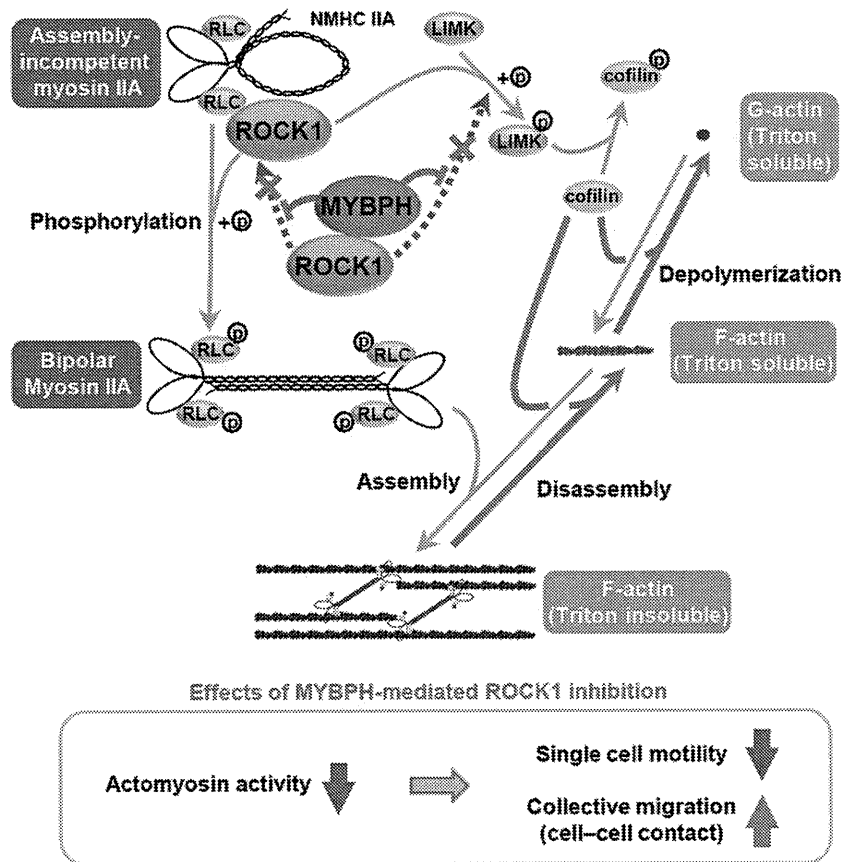 Assembly-
incompetent
myosin IIA
RLC
NMHC IIA
RLC
ROCK1
LIMK
+p
LIMK
p
cofilin
p
G-actin
(Triton
soluble)
cofilin
MYBPH
ROCK1
Phosphorylation
+p
Depolymerization
F-actin
(Triton soluble)
Bipolar
Myosin IIA
RLC
p
p
RLC
RLC
p
p
RLC
Assembly
Disassembly
F-actin
(Triton insoluble)
Effects of MYBPH-mediated ROCK1 inhibition
Actomyosin activity
Single cell motility
Collective migration
(cell–cell contact)